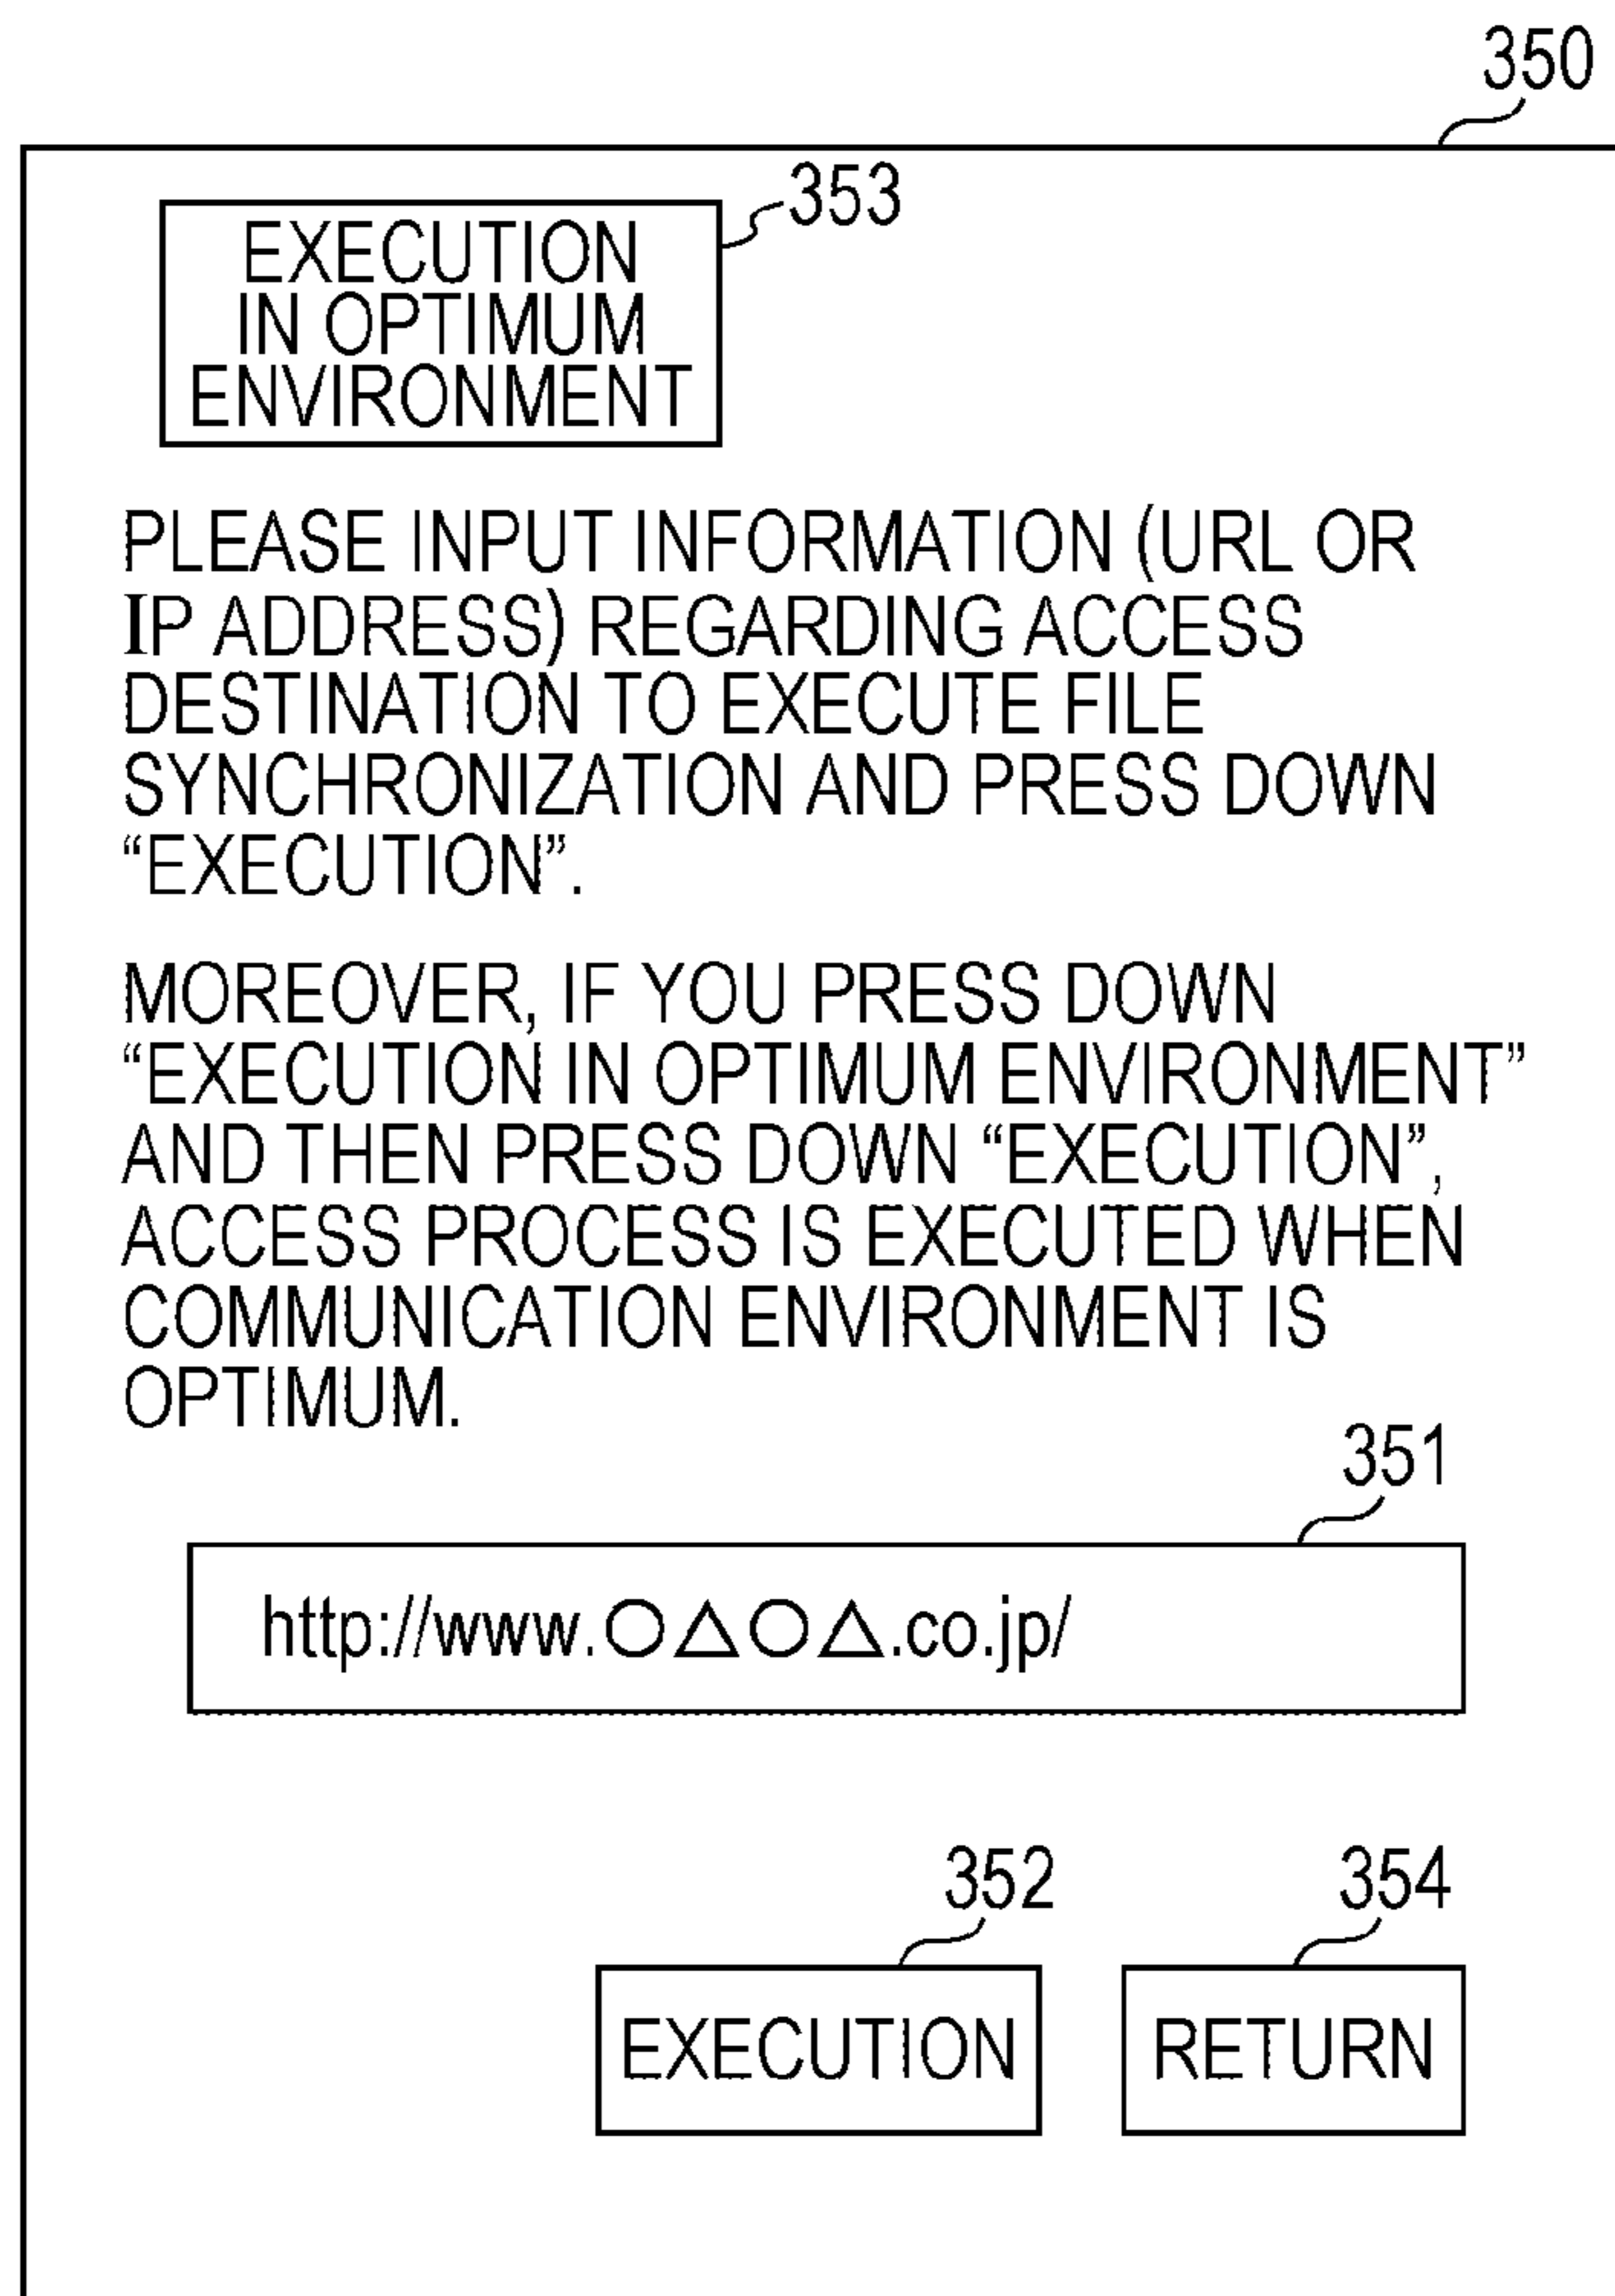 350
353
EXECUTION
IN OPTIMUM
ENVIRONMENT
PLEASE INPUT INFORMATION (URL OR
IP ADDRESS) REGARDING ACCESS
DESTINATION TO EXECUTE FILE
SYNCHRONIZATION AND PRESS DOWN
“EXECUTION”.
MOREOVER, IF YOU PRESS DOWN
“EXECUTION IN OPTIMUM ENVIRONMENT”
AND THEN PRESS DOWN “EXECUTION”,
ACCESS PROCESS IS EXECUTED WHEN
COMMUNICATION ENVIRONMENT IS
OPTIMUM.
351
http://www.○△○△.co.jp/
352 354
EXECUTION RETURN